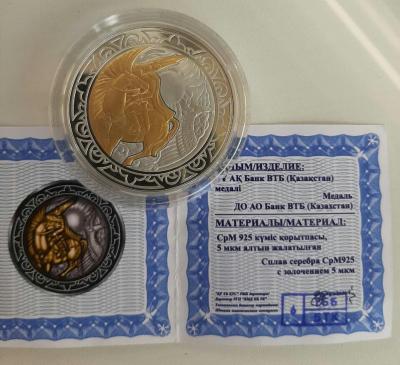 ҰЙЫМ/ИЗДЕЛИЕ:
АҚ Банк ВТБ (Қазақстан)
медалі
Медаль
ДО АО Банк ВТБ (Казахстан)
МАТЕРИАЛЫ/МАТЕРИАЛ:
СрМ 925 күміс қорытпасы,
5 мкм алтын жалатылған
Сплав серебра СрМ925
с золочением 5 мкм